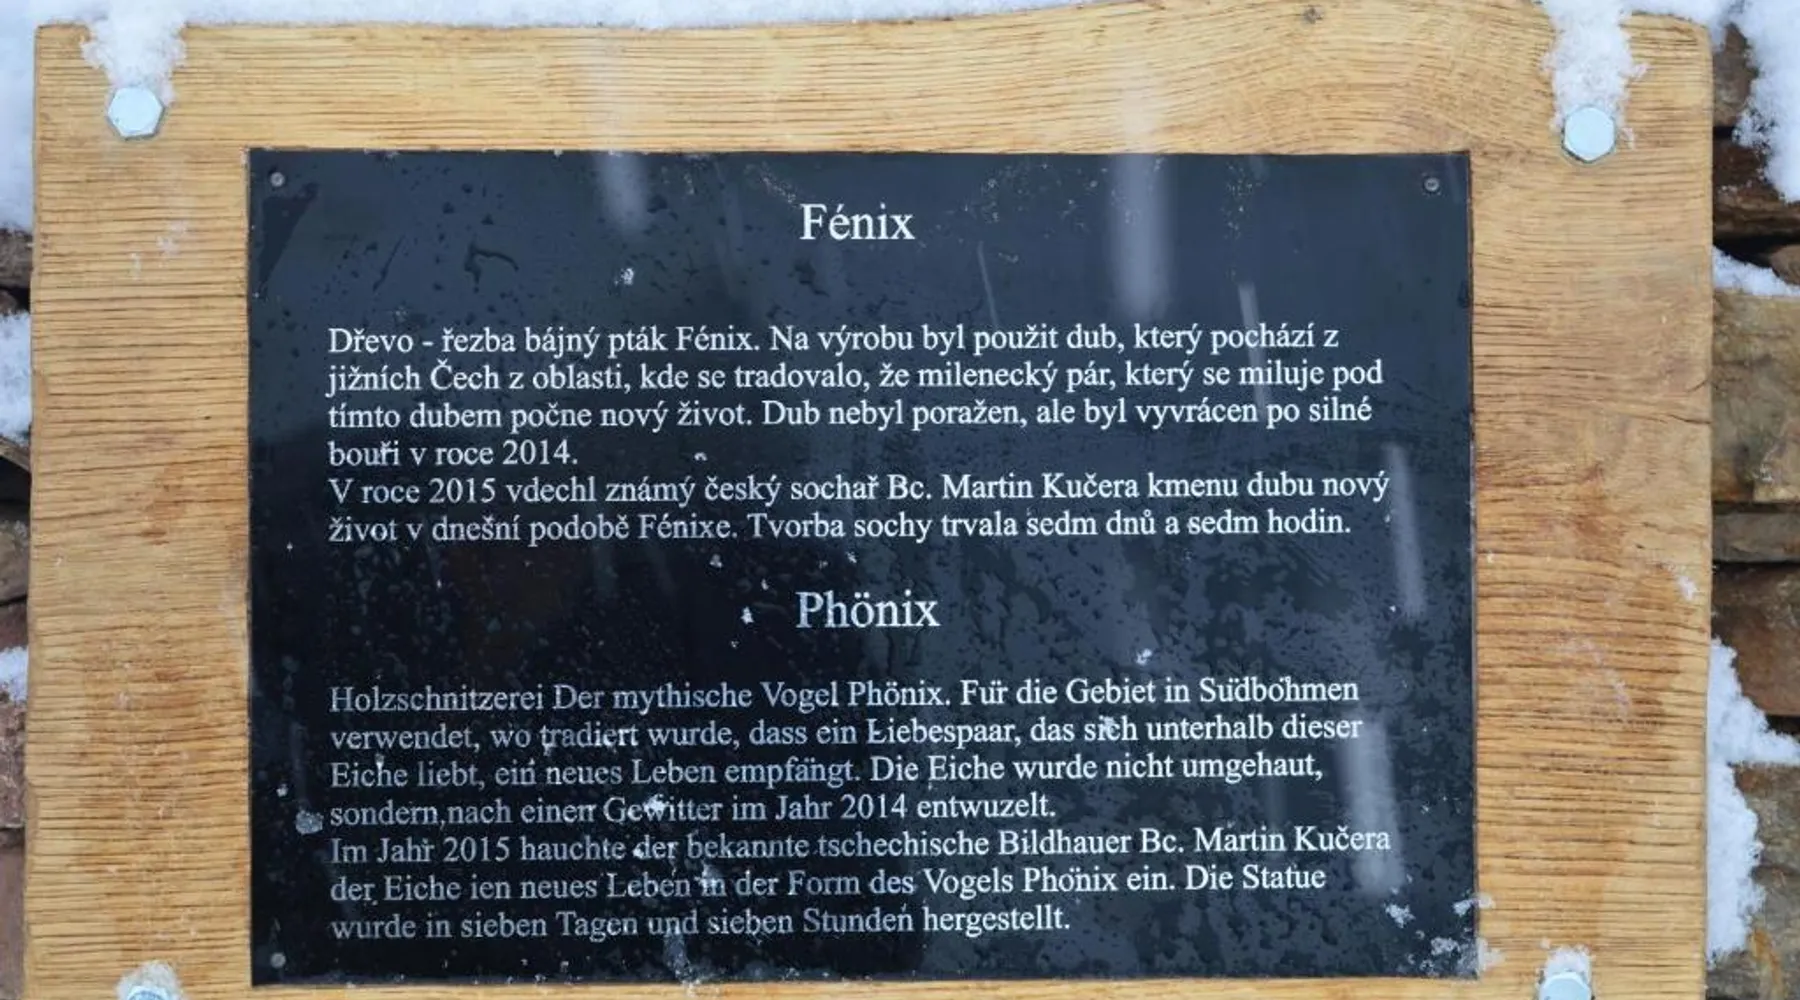 Fénix
Dřevo - řezba bájný pták Fénix. Na výrobu byl použit dub, který pochází z
jižních Čech z oblasti, kde se tradovalo, že milenecký pár, který se miluje pod
tímto dubem počne nový život. Dub nebyl poražen, ale byl vyvrácen po silné
bouři v roce 2014.
V roce 2015 vdechl známý český sochař Bc. Martin Kučera kmenu dubu nový
život v dnešní podobě Fénixe. Tvorba sochy trvala sedm dnů a sedm hodin.
Phönix
Holzschnitzerei Der mythische Vogel Phönix. Für die Gebiet in Südböhmen
verwendet, wo tradiert wurde, dass ein Liebespaar, das sich unterhalb dieser
Eiche liebt, ein neues Leben empfängt. Die Eiche wurde nicht umgehaut,
sondern nach einen Gewitter im Jahr 2014 entwuzelt.
Im Jahr 2015 hauchte der bekannte tschechische Bildhauer Bc. Martin Kučera
der Eiche ien neues Leben in der Form des Vogels Phönix ein. Die Statue
wurde in sieben Tagen und sieben Stunden hergestellt.